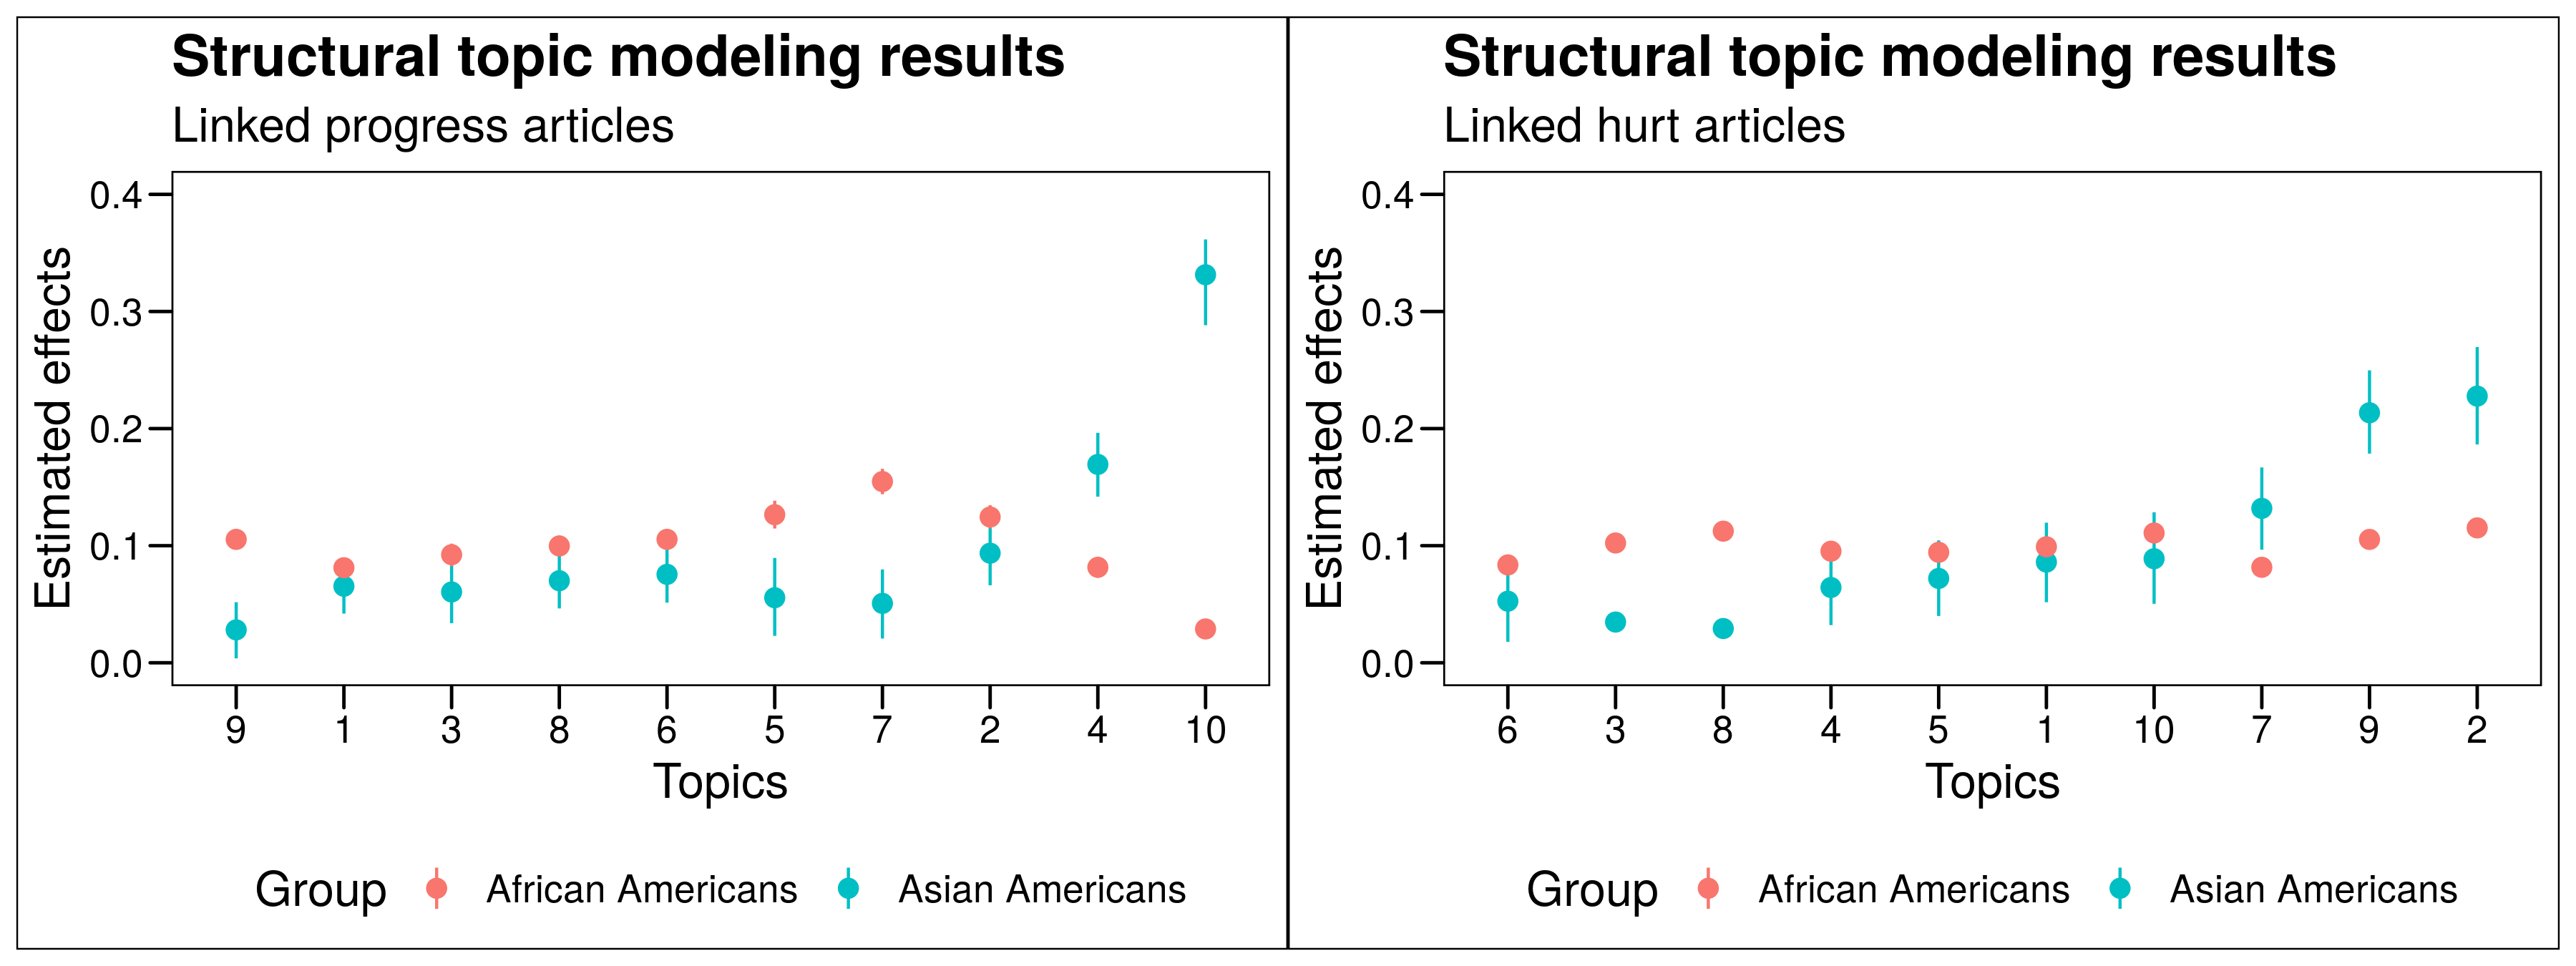 Structural topic modeling results
Linked progress articles
Estimated effects
0.4
0.3
0.2
0.1
0.0
9 1 3 8 6 5 7 2 4 10
Topics
Group African Americans Asian Americans
Structural topic modeling results
Linked hurt articles
Estimated effects
0.4
0.3
0.2
0.1
0.0
6 3 8 4 5 1 10 7 9 2
Topics
Group African Americans Asian Americans